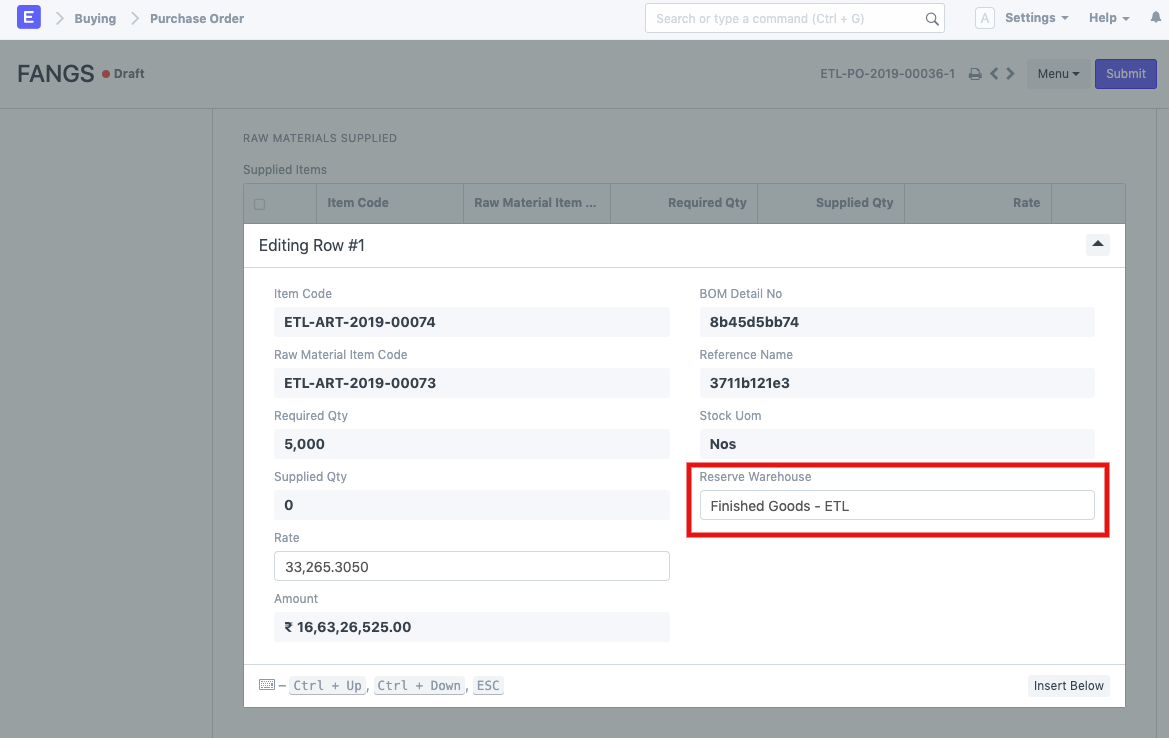 E Buying Purchase Order Search or type a command (Ctrl + G) A Settings Help
FANGS Draft ETL-PO-2019-00036-1 Menu Submit
RAW MATERIALS SUPPLIED
Supplied Items
Item Code Raw Material Item ... Required Qty Supplied Qty Rate
Editing Row #1
Item Code
ETL-ART-2019-00074
Raw Material Item Code
ETL-ART-2019-00073
Required Qty
5,000
Supplied Qty
0
Rate
33,265.3050
Amount
₹ 16,63,26,525.00
BOM Detail No
8b45d5bb74
Reference Name
3711b121e3
Stock Uom
Nos
Reserve Warehouse
Finished Goods - ETL
– Ctrl + Up, Ctrl + Down, ESC Insert Below